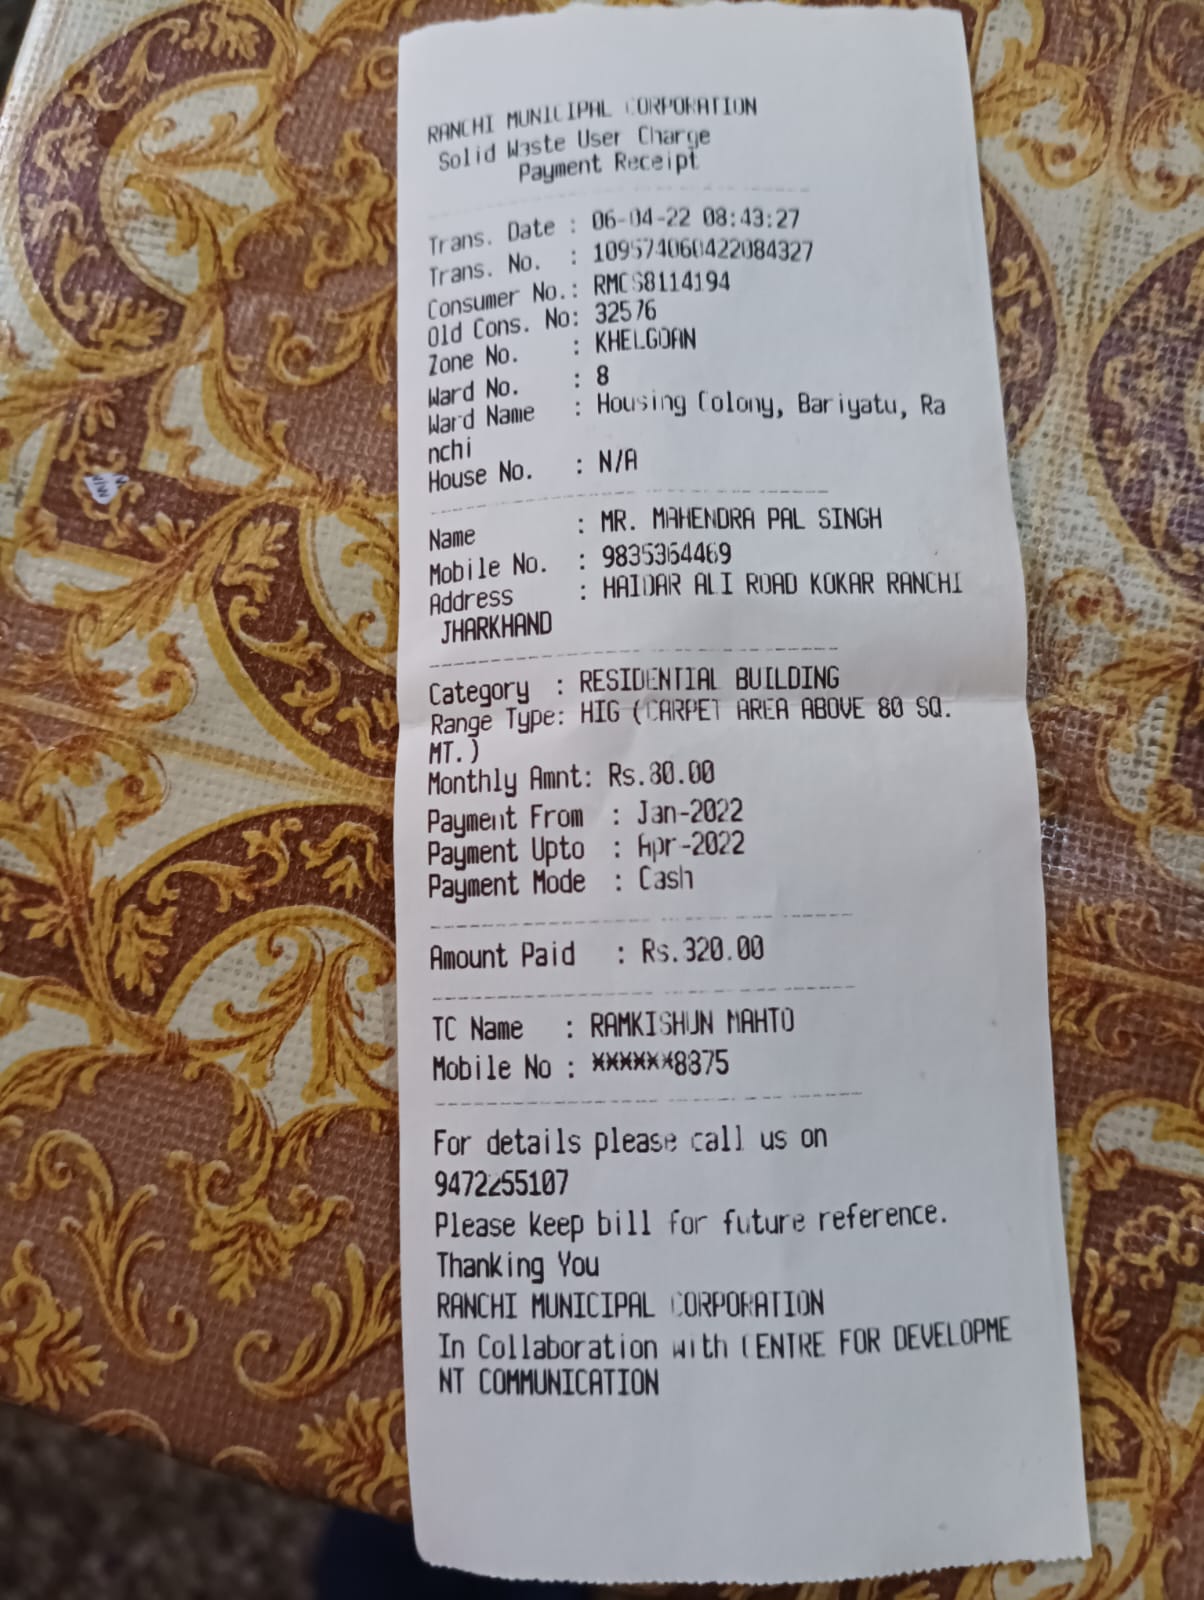 RANCHI MUNICIPAL CORPORATION
Solid Waste User Charge
Payment Receipt
Trans. Date : 06-04-22 08:43:27
Trans. No. : 109574060422084327
Consumer No.: RMCS8114194
Old Cons. No: 32576
Zone No. : KHELGOAN
Ward No. : 8
Ward Name : Housing Colony, Bariyatu, Ra
nchi
House No. : N/A
Name : MR. MAHENDRA PAL SINGH
Mobile No. : 9835364469
Address : HAIDAR ALI ROAD KOKAR RANCHI
JHARKHAND
Category : RESIDENTIAL BUILDING
Range Type: HIG (CARPET AREA ABOVE 80 SQ.
MT.)
Monthly Amnt: Rs.80.00
Payment From : Jan-2022
Payment Upto : Apr-2022
Payment Mode : Cash
Amount Paid : Rs.320.00
TC Name : RAMKISHUN MAHTO
Mobile No : ******8375
For details please call us on
9472255107
Please keep bill for future reference.
Thanking You
RANCHI MUNICIPAL CORPORATION
In Collaboration with CENTRE FOR DEVELOPME
NT COMMUNICATION